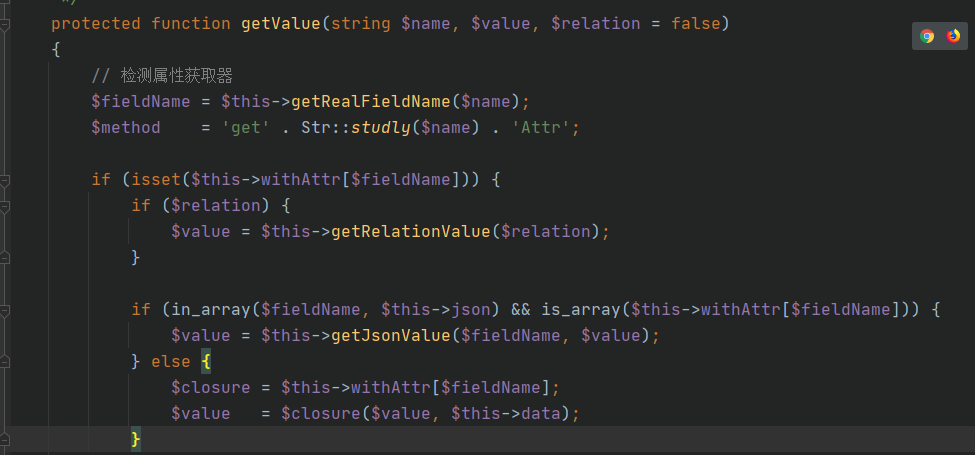 */
protected function getValue(string $name, $value, $relation = false)
{
// 检测属性获取器
$fieldName = $this->getRealFieldName($name);
$method    = 'get' . Str::studly($name) . 'Attr';
if (isset($this->withAttr[$fieldName])) {
if ($relation) {
$value = $this->getRelationValue($relation);
}
if (in_array($fieldName, $this->json) && is_array($this->withAttr[$fieldName])) {
$value = $this->getJsonValue($fieldName, $value);
} else {
$closure = $this->withAttr[$fieldName];
$value   = $closure($value, $this->data);
}